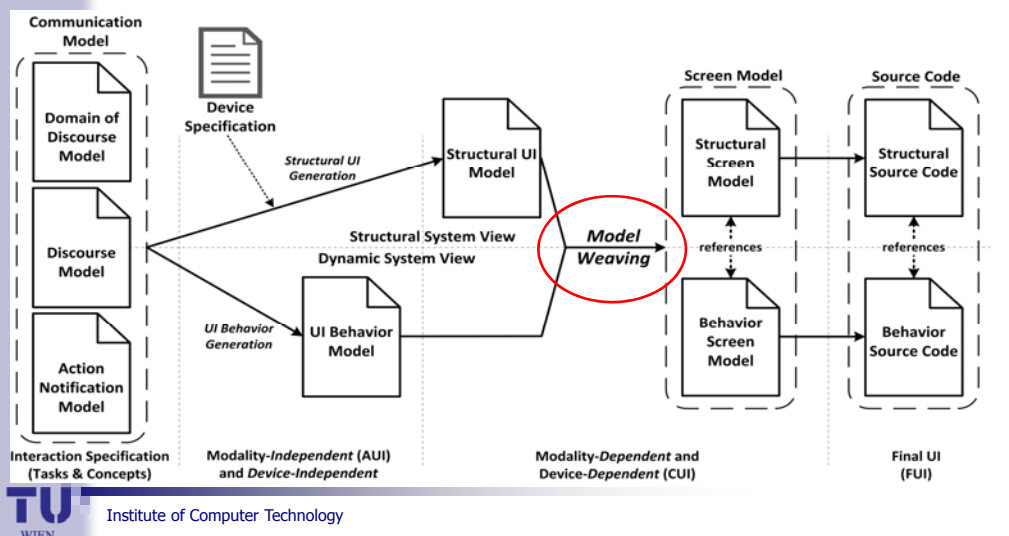 Communication
Model
Domain of
Discourse
Model
Discourse
Model
Action
Notification
Model
Interaction Specification
(Tasks & Concepts)
Device
Specification
Structural UI
Generation
UI Behavior
Generation
Structural System View
Dynamic System View
UI Behavior
Model
Modality-Independent (AUI)
and Device-Independent
Structural UI
Model
Model
Weaving
Screen Model
Structural
Screen
Model
references
Behavior
Screen
Model
Modality-Dependent and
Device-Dependent (CUI)
Source Code
Structural
Source Code
references
Behavior
Source Code
Final UI
(FUI)
TU
WIEN
Institute of Computer Technology